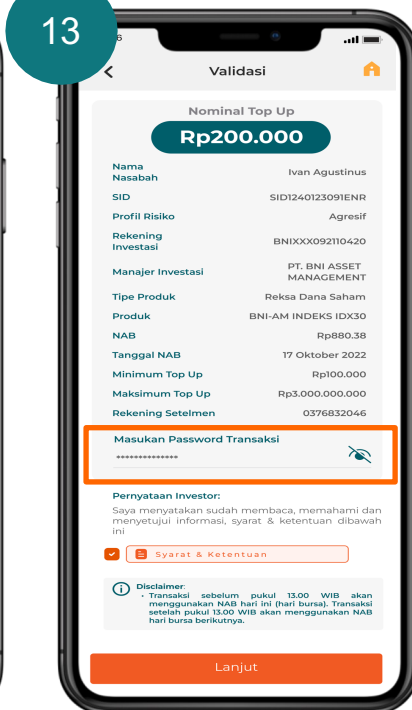 13
6
Validasi
Nominal Top Up
Rp200.000
Nama Nasabah Ivan Agustinus
SID SID1240123091ENR
Profil Risiko Agresif
Rekening Investasi BNIXXX092110420
Manajer Investasi PT. BNI ASSET MANAGEMENT
Tipe Produk Reksa Dana Saham
Produk BNI-AM INDEKS IDX30
NAB Rp880.38
Tanggal NAB 17 Oktober 2022
Minimum Top Up Rp100.000
Maksimum Top Up Rp3.000.000.000
Rekening Setelmen 0376832046
Masukan Password Transaksi
**************
Pernyataan Investor:
Saya menyatakan sudah membaca, memahami dan
menyetujui informasi, syarat & ketentuan dibawah
ini
Syarat & Ketentuan
Disclaimer:
• Transaksi sebelum pukul 13.00 WIB akan
menggunakan NAB hari ini (hari bursa). Transaksi
setelah pukul 13.00 WIB akan menggunakan NAB
hari bursa berikutnya.
Lanjut